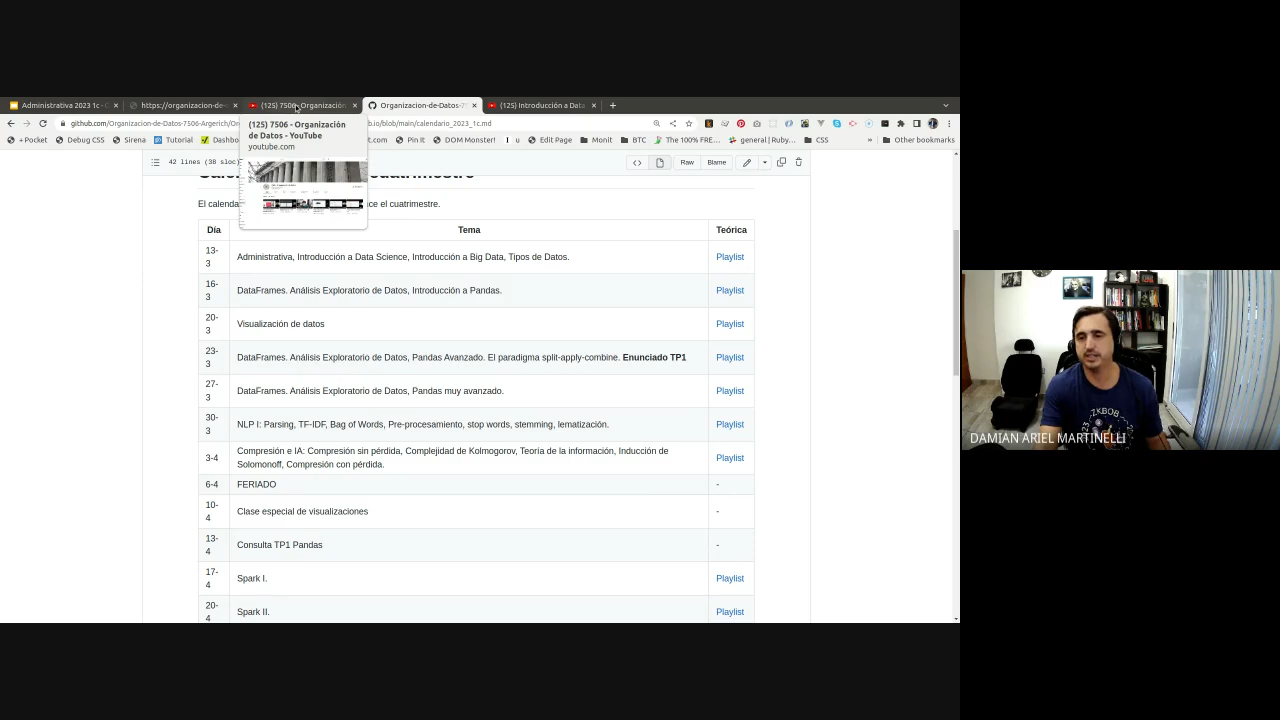 Administrativa 2023 1c - G
https://organizacion-de-
(125) 7506 - Organización
Organizacion-de-Datos-75
(125) Introducción a Data
github.com/Organizacion-de-Datos-7506-Argerich/Or
b.io/blob/main/calendario_2023_1c.md
(125) 7506 - Organización
de Datos - YouTube
youtube.com
+Pocket
Debug CSS
Sirena
Tutorial
Database S
Pin It
u
BTC
The 100% FRE...
DOM Monster!
Edit Page
Monit
general | Ruby...
CSS
Other bookmarks
42 lines (38 sloc)
Raw
Blame
cuatrimestre
El calenda
ce el cuatrimestre.
Día Tema Teórica
13-
3
Administrativa, Introducción a Data Science, Introducción a Big Data, Tipos de Datos. Playlist
16-
3
DataFrames. Análisis Exploratorio de Datos, Introducción a Pandas. Playlist
20-
3
Visualización de datos Playlist
23-
3
DataFrames. Análisis Exploratorio de Datos, Pandas Avanzado. El paradigma split-apply-combine. Enunciado TP1 Playlist
27-
3
DataFrames. Análisis Exploratorio de Datos, Pandas muy avanzado. Playlist
30-
3
NLP I: Parsing, TF-IDF, Bag of Words, Pre-procesamiento, stop words, stemming, lematización. Playlist
3-4
Compresión e IA: Compresión sin pérdida, Complejidad de Kolmogorov, Teoría de la información, Inducción de
Solomonoff, Compresión con pérdida.
Playlist
6-4 FERIADO -
10-
4
Clase especial de visualizaciones -
13-
4
Consulta TP1 Pandas -
17-
4
Spark I. Playlist
20-
4
Spark II. Playlist
ZKBOB
DAMIAN ARIEL MARTINELLI